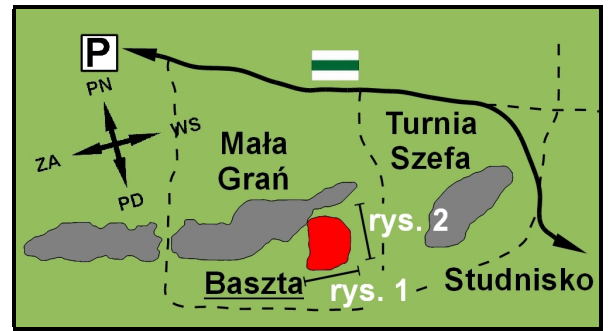 P
PN
WS
ZA
PD
Mała
Grań
Turnia
Szefa
rys. 2
Baszta
rys. 1
Studnisko